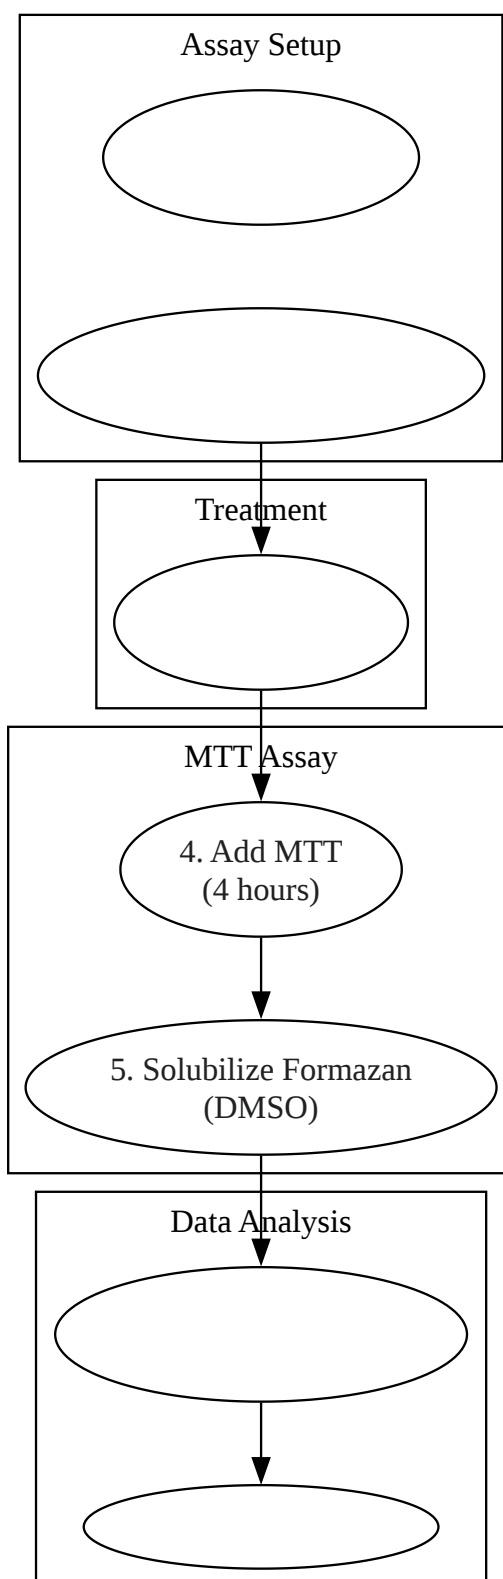 Assay Setup
Treatment
MTT Assay
4. Add MTT
(4 hours)
5. Solubilize Formazan
(DMSO)
Data Analysis